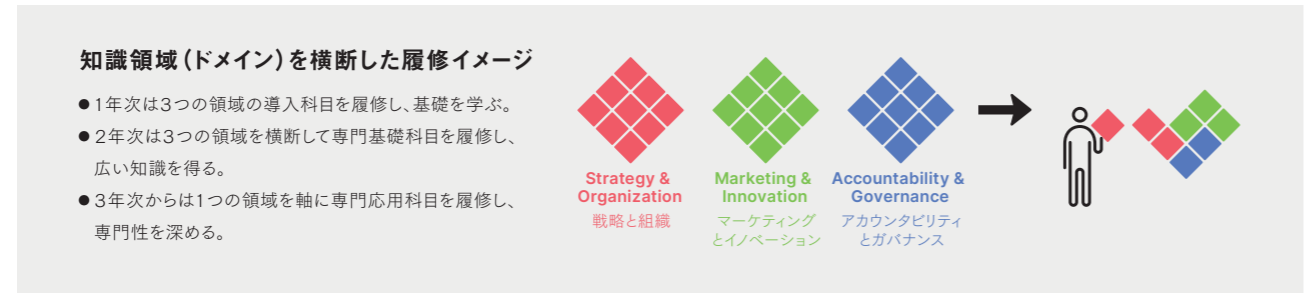 知識領域（ドメイン）を横断した履修イメージ
●1年次は3つの領域の導入科目を履修し、基礎を学ぶ。
●2年次は3つの領域を横断して専門基礎科目を履修し、
広い知識を得る。
●3年次からは1つの領域を軸に専門応用科目を履修し、
専門性を深める。
Strategy &
Organization
戦略と組織
Marketing &
Innovation
マーケティング
とイノベーション
Accountability &
Governance
アカウンタビリティ
とガバナンス